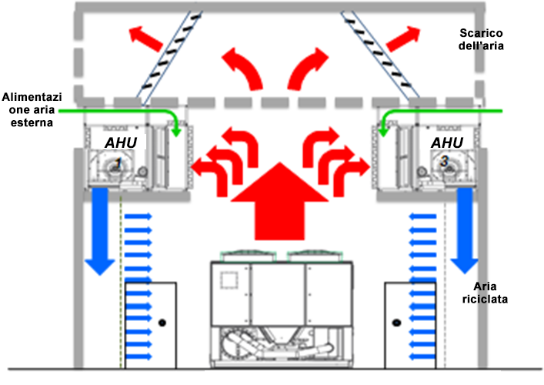 Scarico
dell'aria
Alimentazi
one aria
esterna
AHU
1
AHU
3
Aria
riciclata